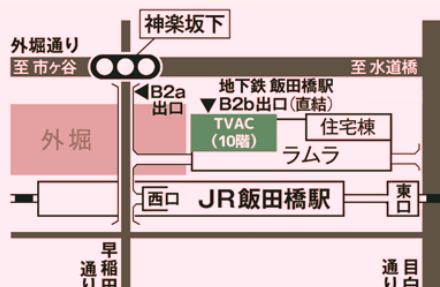 神楽坂下
外堀通り
至 市ヶ谷
至 水道橋
◀B2a
出口
地下鉄 飯田橋駅
▼B2b出口(直結)
TVAC
(10階)
住宅棟
ラムラ
外堀
西口
JR飯田橋駅
東口
早稲田
通り
目白
通り